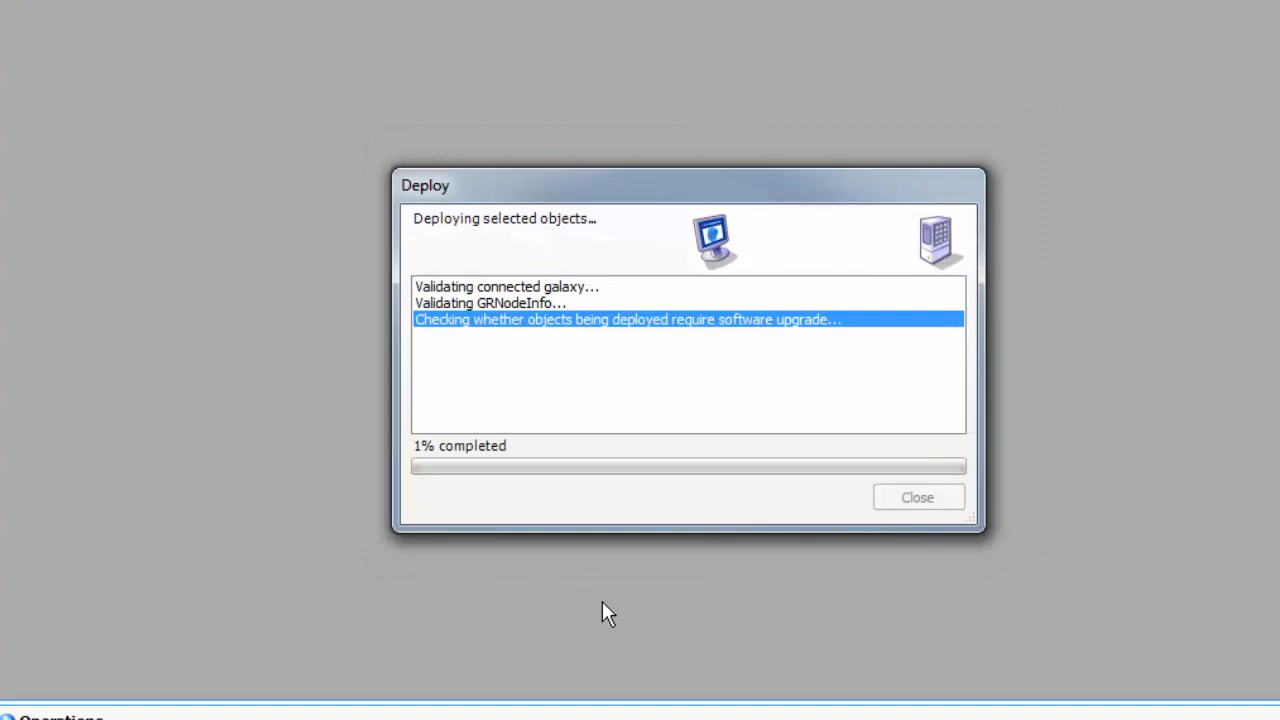 Deploy
Deploying selected objects...
Validating connected galaxy...
Validating GRNodeInfo...
Checking whether objects being deployed require software upgrade...
1% completed
Close
Operations